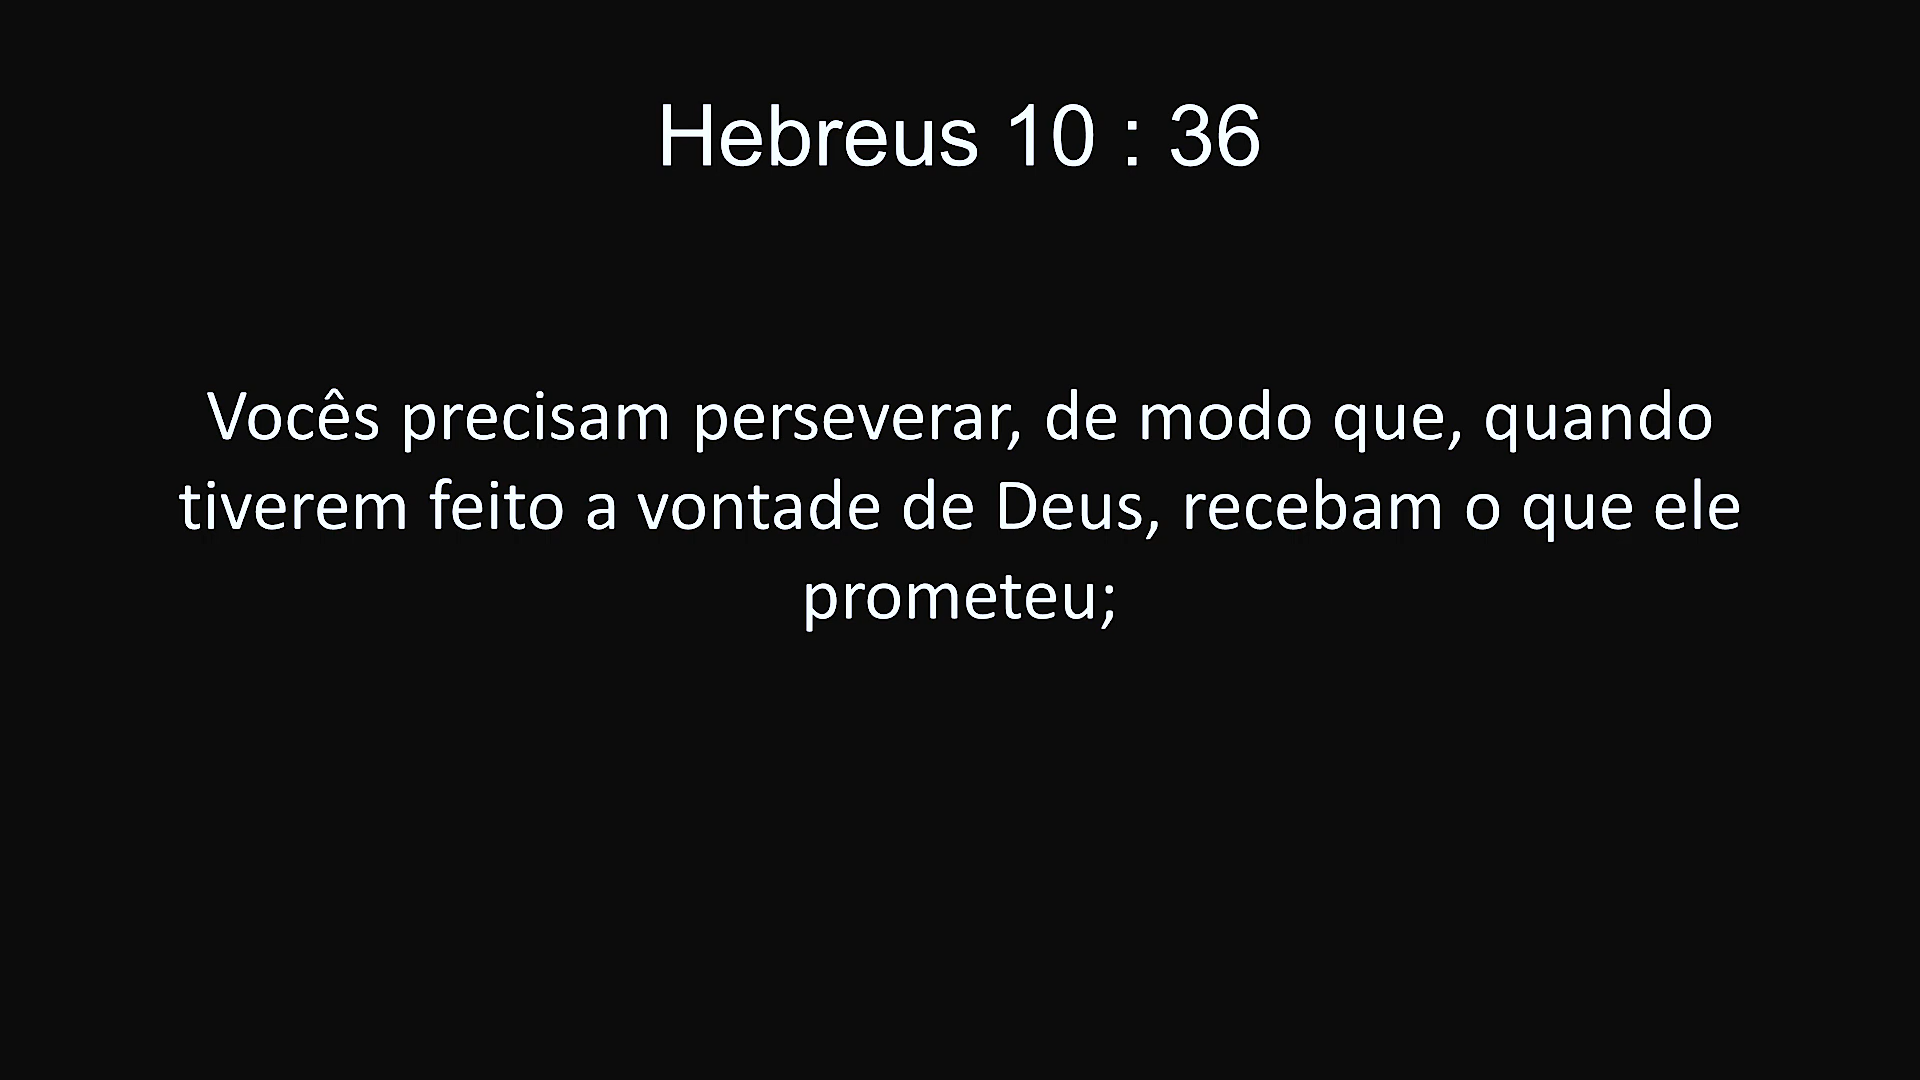 Hebreus 10 : 36
Vocês precisam perseverar, de modo que, quando
tiverem feito a vontade de Deus, recebam o que ele
prometeu;